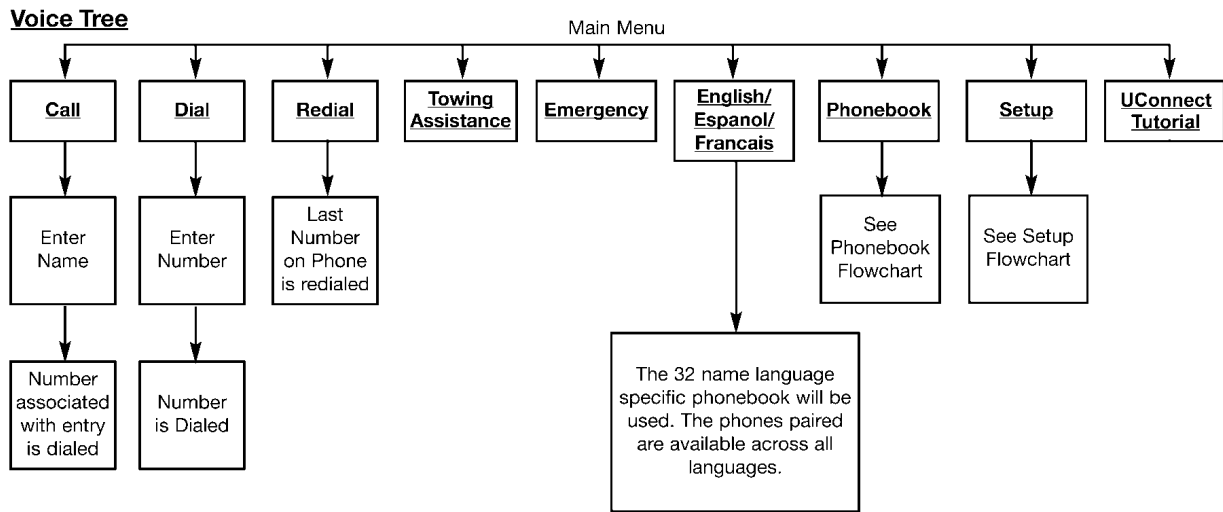 Voice Tree
Main Menu
Call
Dial
Redial
Towing
Assistance
Emergency
English/
Espanol/
Francais
Phonebook
Setup
UConnect
Tutorial
Enter
Name
Enter
Number
Last
Number
on Phone
is redialed
See
Phonebook
Flowchart
See Setup
Flowchart
Number
associated
with entry
is dialed
Number
is Dialed
The 32 name language
specific phonebook will be
used. The phones paired
are available across all
languages.